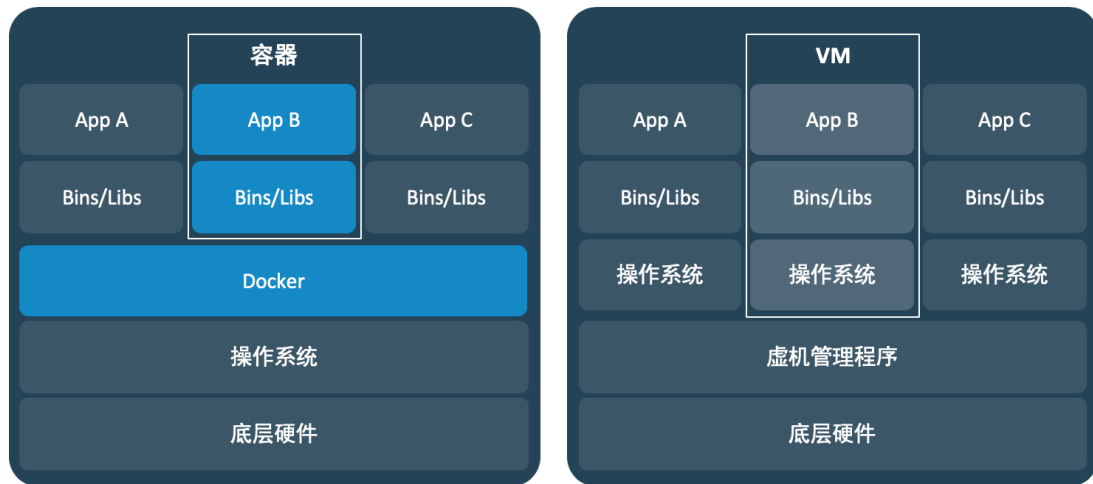 容器
App A
App B
App C
Bins/Libs
Bins/Libs
Bins/Libs
Docker
操作系统
底层硬件
VM
App A
App B
App C
Bins/Libs
Bins/Libs
Bins/Libs
操作系统
操作系统
操作系统
虚机管理程序
底层硬件